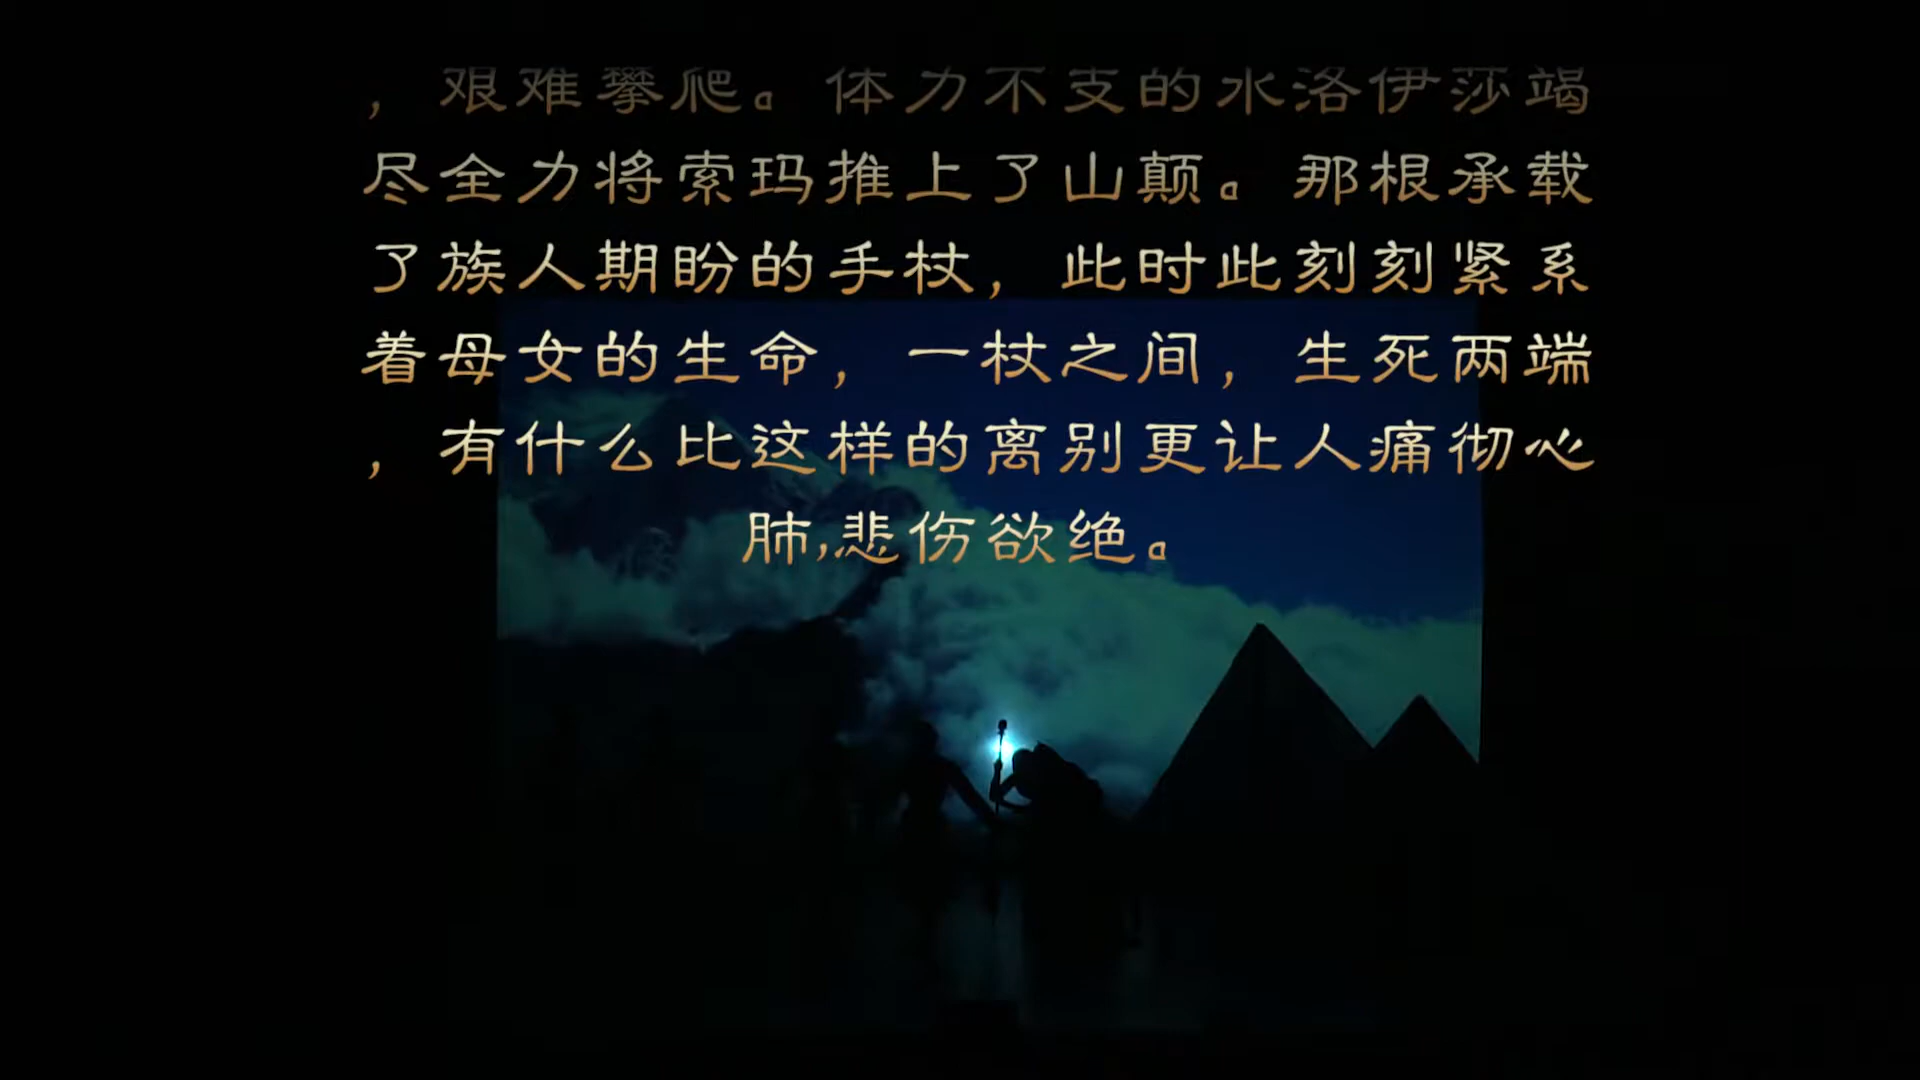 ，艰难攀爬。体力不支的水洛伊莎竭
尽全力将索玛推上了山颠。那根承载
了族人期盼的手杖，此时此刻刻紧系
着母女的生命，一杖之间，生死两端
，有什么比这样的离别更让人痛彻心
肺,悲伤欲绝。